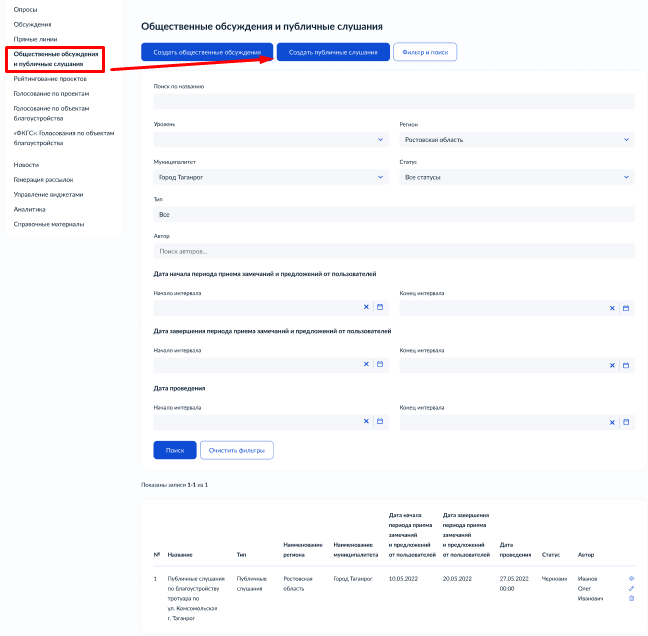 Опросы
Обсуждения
Прямые линии
Общественные обсуждения
и публичные слушания
Рейтингование проектов
Голосование по проектам
Голосование по объектам
благоустройства
«ФКГС»: Голосования по объектам
благоустройства
Новости
Генерация рассылок
Управление виджетами
Аналитика
Справочные материалы
Общественные обсуждения и публичные слушания
Создать общественные обсуждения Создать публичные слушания Фильтр и поиск
Поиск по названию
Уровень Регион
Ростовская область
Муниципалитет Статус
Город Таганрог Все статусы
Тип
Все
Автор
Поиск авторов...
Дата начала периода приема замечаний и предложений от пользователей
Начало интервала Конец интервала
Дата завершения периода приема замечаний и предложений от пользователей
Начало интервала Конец интервала
Дата проведения
Начало интервала Конец интервала
Поиск Очистить фильтры
Показаны записи 1-1 из 1
Дата начала Дата завершения
периода приема периода приема
замечаний замечаний
Наименование Наименование и предложений и предложений Дата
№ Название Тип региона муниципалитета от пользователей от пользователей проведения Статус Автор
1 Публичные слушания Публичные Ростовская Город Таганрог 10.05.2022 20.05.2022 27.05.2022 Черновик Иванов
по благоустройству слушания область 00:00 Олег
тротуара по Иванович
ул. Комсомольская
г. Таганрог